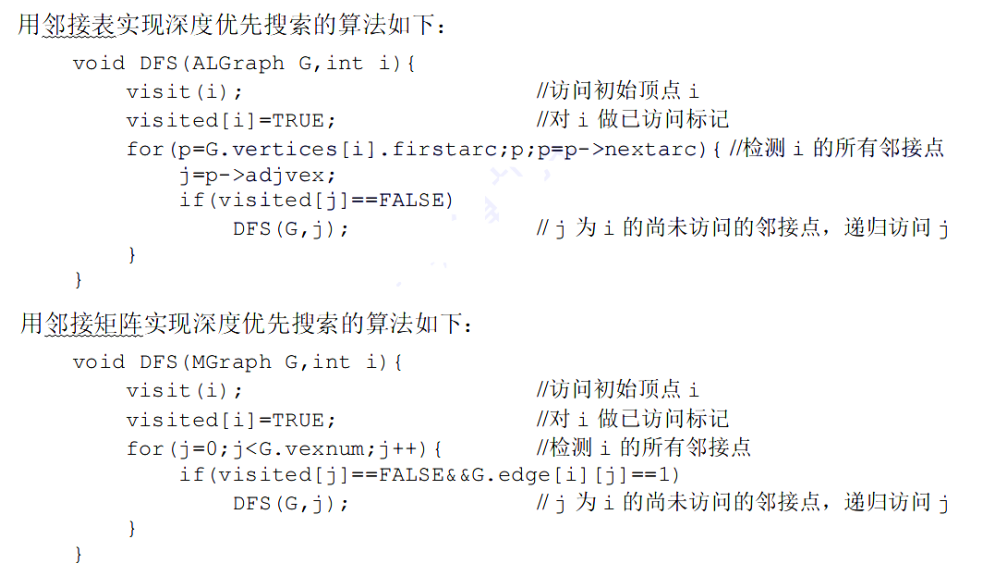 用邻接表实现深度优先搜索的算法如下：
void DFS(ALGraph G,int i){
visit(i); //访问初始顶点 i
visited[i]=TRUE; //对 i 做已访问标记
for(p=G.vertices[i].firstarc;p;p=p->nextarc){ //检测 i 的所有邻接点
j=p->adjvex;
if(visited[j]==FALSE)
DFS(G,j); // j 为 i 的尚未访问的邻接点，递归访问 j
}
}
用邻接矩阵实现深度优先搜索的算法如下：
void DFS(MGraph G,int i){
visit(i); //访问初始顶点 i
visited[i]=TRUE; //对 i 做已访问标记
for(j=0;j<G.vexnum;j++){ //检测 i 的所有邻接点
if(visited[j]==FALSE&&G.edge[i][j]==1)
DFS(G,j); // j 为 i 的尚未访问的邻接点，递归访问 j
}
}